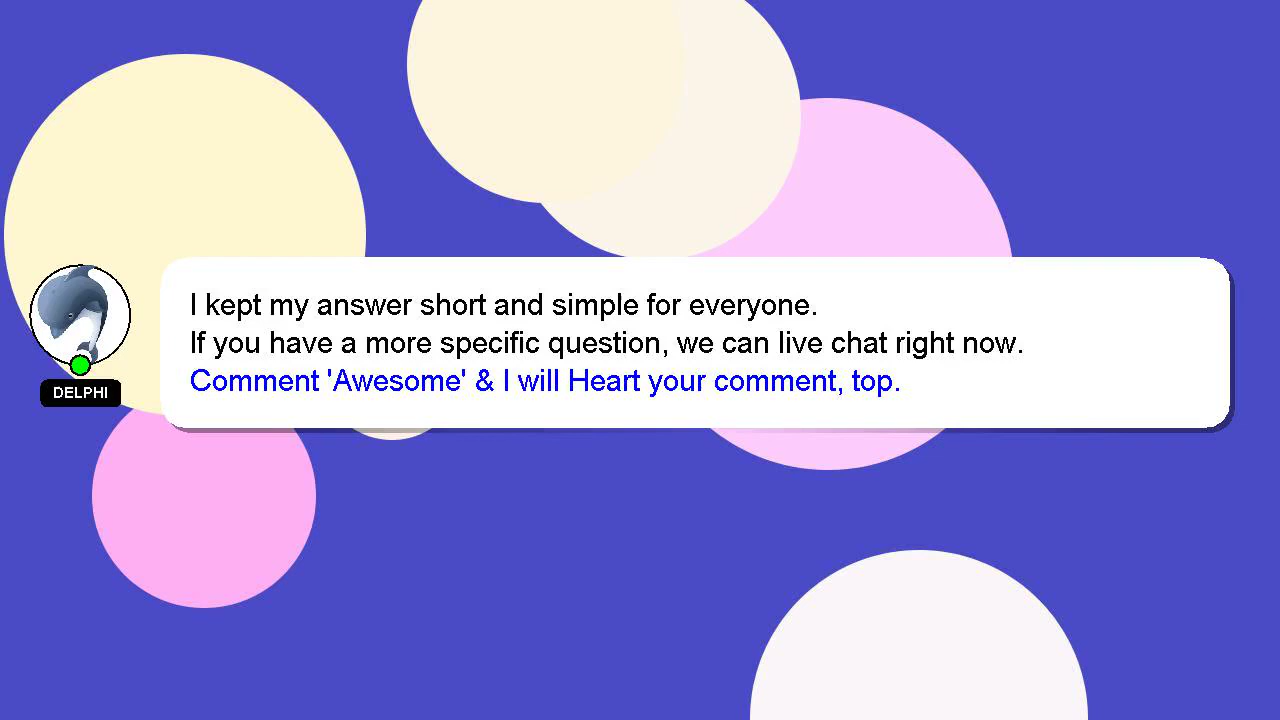 I kept my answer short and simple for everyone.
If you have a more specific question, we can live chat right now.
Comment 'Awesome' & I will Heart your comment, top.
DELPHI